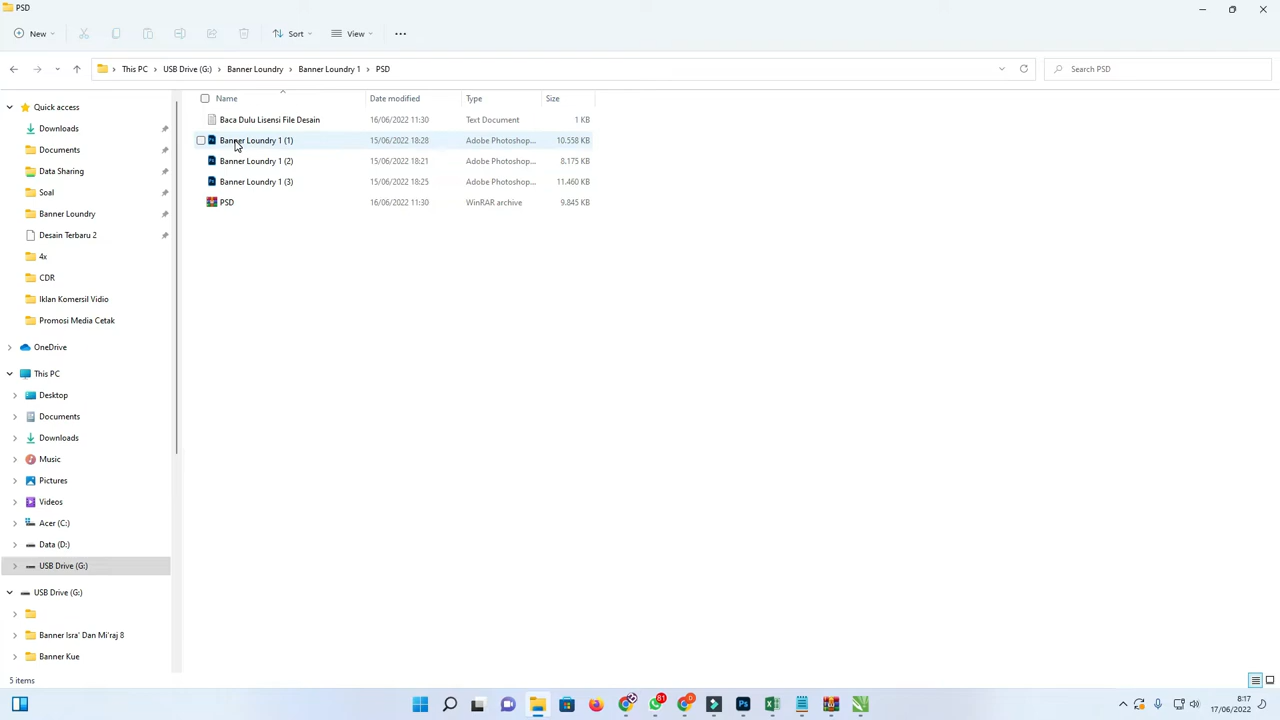 PSD
New
Sort
View
This PC
USB Drive (G:)
Banner Loundry
Banner Loundry 1
PSD
Search PSD
Quick access
Downloads
Documents
Data Sharing
Soal
Banner Loundry
Desain Terbaru 2
4x
CDR
Iklan Komersil Vidio
Promosi Media Cetak
OneDrive
This PC
Desktop
Documents
Downloads
Music
Pictures
Videos
Acer (C:)
Data (D:)
USB Drive (G:)
USB Drive (G:)
Banner Isra' Dan Mi'raj 8
Banner Kue
Name Date modified Type Size
Baca Dulu Lisensi File Desain 16/06/2022 11:30 Text Document 1 KB
Banner Loundry 1 (1) 15/06/2022 18:28 Adobe Photoshop... 10.558 KB
Banner Loundry 1 (2) 15/06/2022 18:21 Adobe Photoshop... 8.175 KB
Banner Loundry 1 (3) 15/06/2022 18:25 Adobe Photoshop... 11.460 KB
PSD 16/06/2022 11:30 WinRAR archive 9.845 KB
5 items
81
Ps
8:17
17/06/2022